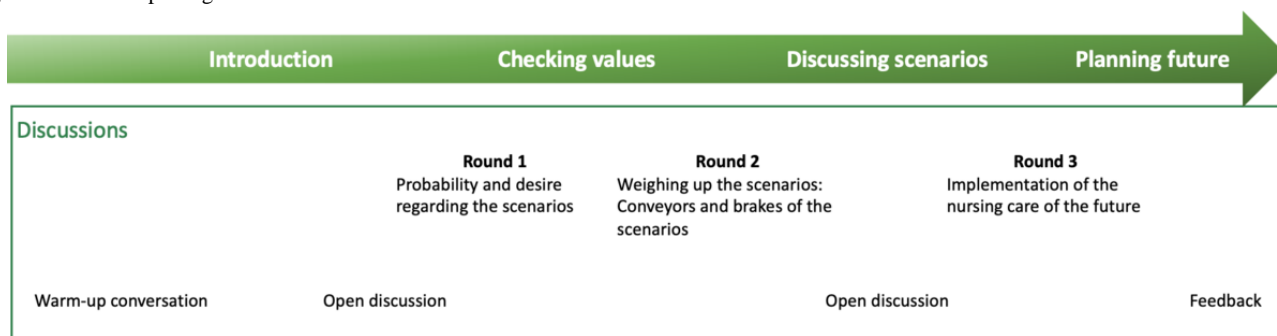 Introduction Checking values Discussing scenarios Planning future
Discussions
Round 1
Probability and desire
regarding the scenarios
Round 2
Weighing up the scenarios:
Conveyors and brakes of the
scenarios
Round 3
Implementation of the
nursing care of the future
Warm-up conversation Open discussion Open discussion Feedback